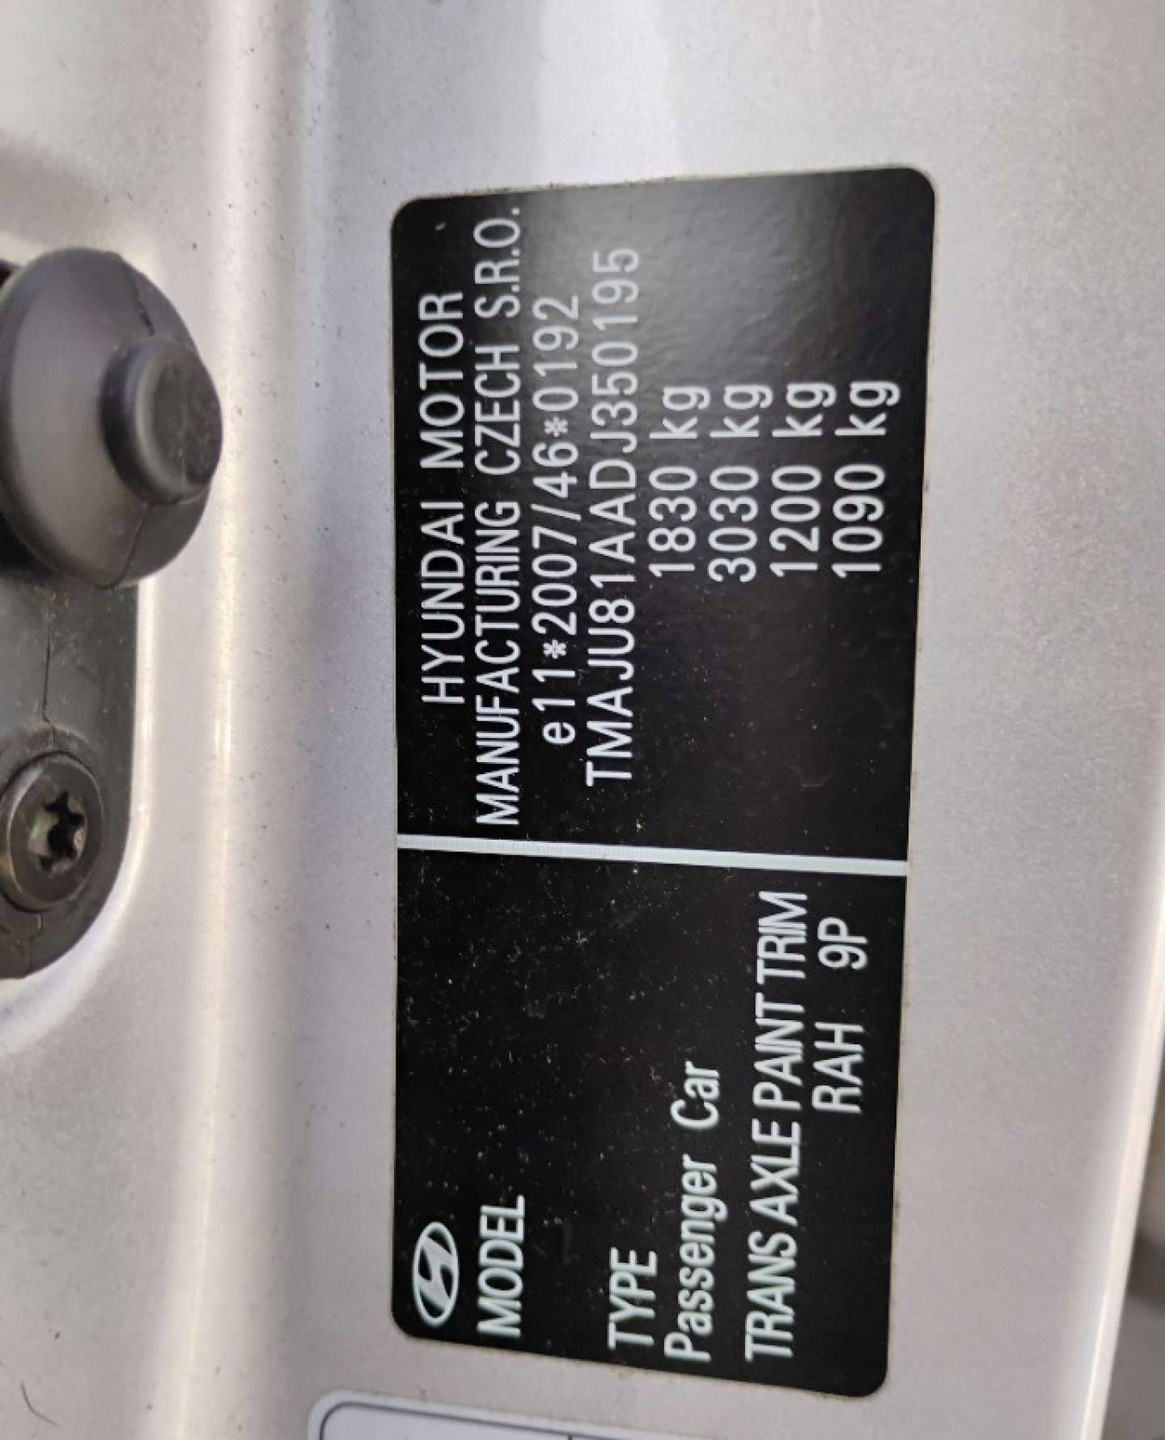 HYUNDAI MOTOR
MANUFACTURING CZECH S.R.O.
e11*2007/46*0192
TMAJU81AADJ350195
1830 kg
3030 kg
1200 kg
1090 kg
MODEL
TYPE
Passenger Car
TRANS AXLE PAINT TRIM
RAH 9P